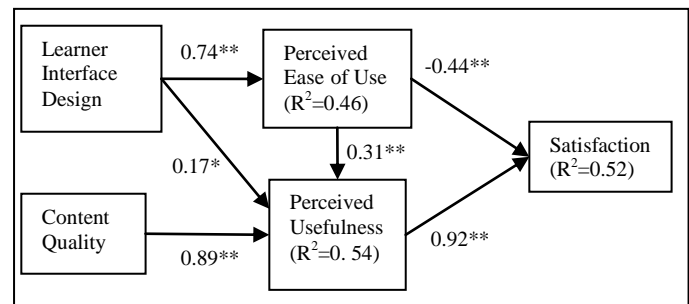 Learner
Interface
Design
0.74**
Perceived
Ease of Use
(R²=0.46)
-0.44**
0.17*
0.31**
Satisfaction
(R²=0.52)
Content
Quality
0.89**
Perceived
Usefulness
(R²=0. 54)
0.92**